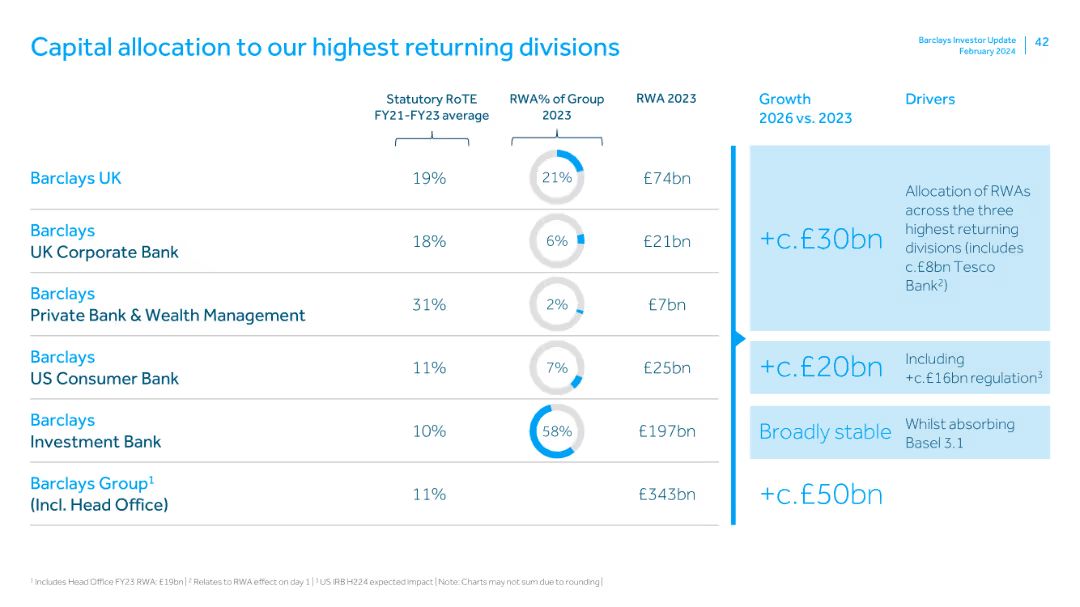 Capital allocation to our highest returning divisions
Barclays Investor Update
February 2024
42
Statutory RoTE
FY21-FY23 average
RWA% of Group
2023
RWA 2023
Growth
2026 vs. 2023
Drivers
Barclays UK
19%
21%
£74bn
Barclays
UK Corporate Bank
18%
6%
£21bn
Barclays
Private Bank & Wealth Management
31%
2%
£7bn
Barclays
US Consumer Bank
11%
7%
£25bn
Barclays
Investment Bank
10%
58%
£197bn
Barclays Group¹
(Incl. Head Office)
11%
£343bn
+c.£30bn
Allocation of RWAs
across the three
highest returning
divisions (includes
c.£8bn Tesco
Bank²)
+c.£20bn
Including
+c.£16bn regulation³
Broadly stable
Whilst absorbing
Basel 3.1
+c.£50bn
¹ Includes Head Office FY23 RWA: £19bn | ² Relates to RWA effect on day 1 | ³ US IRB H224 expected impact | Note: Charts may not sum due to rounding |